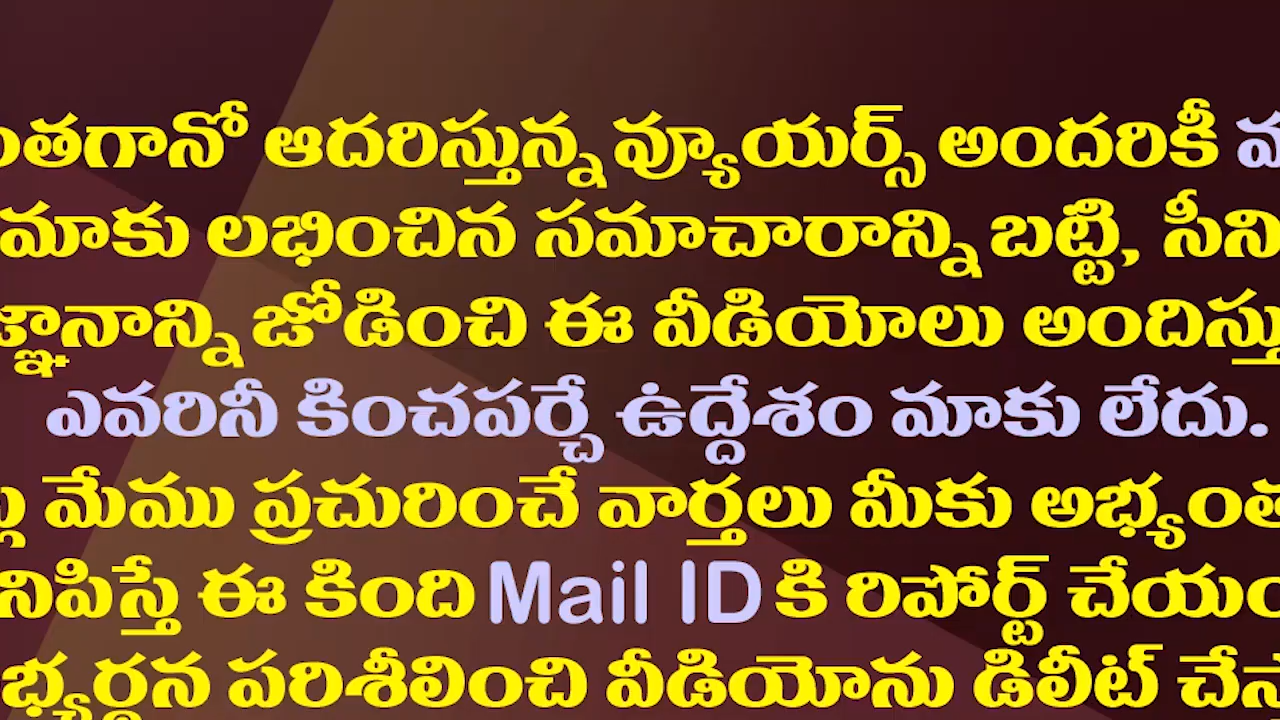 ంతగానో ఆదరిస్తున్న వ్యూయర్స్ అందరికీ
మాకు లభించిన సమాచారాన్ని బట్టి, సీని
జ్ఞానాన్ని జోడించి ఈ వీడియోలు అందిస్తు
ఎవరినీ కించపర్చే ఉద్దేశం మాకు లేదు.
మేము ప్రచురించే వార్తలు మీకు అభ్యంత
నిపిస్తే ఈ కింది Mail ID కి రిపోర్ట్ చేయం
భ్యర్థన పరిశీలించి వీడియోను డిలీట్ చేస